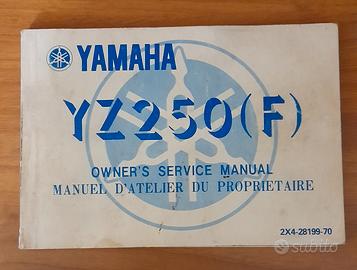 YAMAHA
YZ250(F)
OWNER'S SERVICE MANUAL
MANUEL D'ATELIER DU PROPRIETAIRE
2X4-28199-70
subito